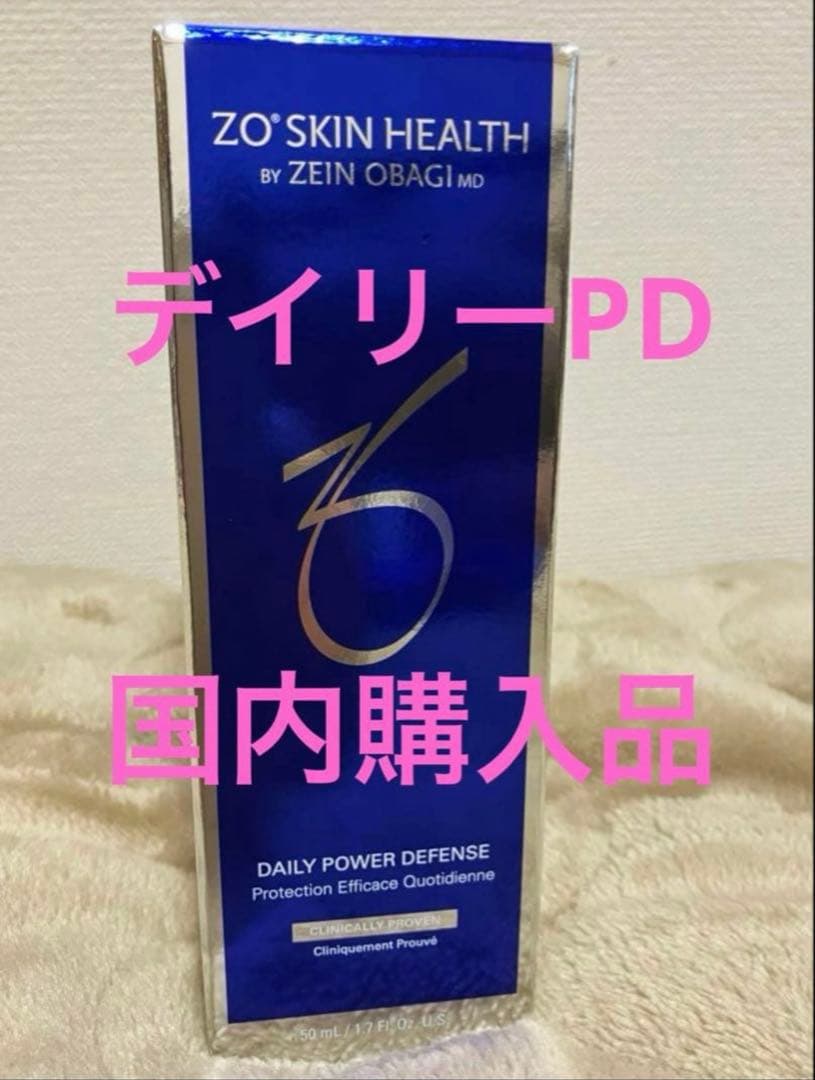 ZO® SKIN HEALTH
BY ZEIN OBAGI MD
デイリーPD
国内購入品
DAILY POWER DEFENSE
Protection Efficace Quotidienne
CLINICALLY PROVEN
Cliniquement Prouvé
50 mL / 1.7 Fl. Oz. U.S.